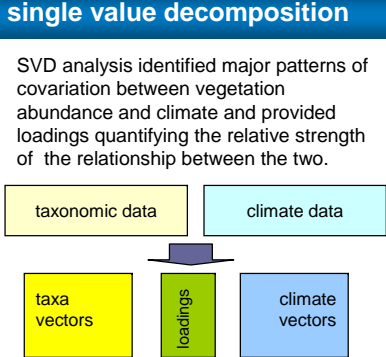 single value decomposition
SVD analysis identified major patterns of
covariation between vegetation
abundance and climate and provided
loadings quantifying the relative strength
of the relationship between the two.
taxonomic data
climate data
taxa
vectors
loadings
climate
vectors